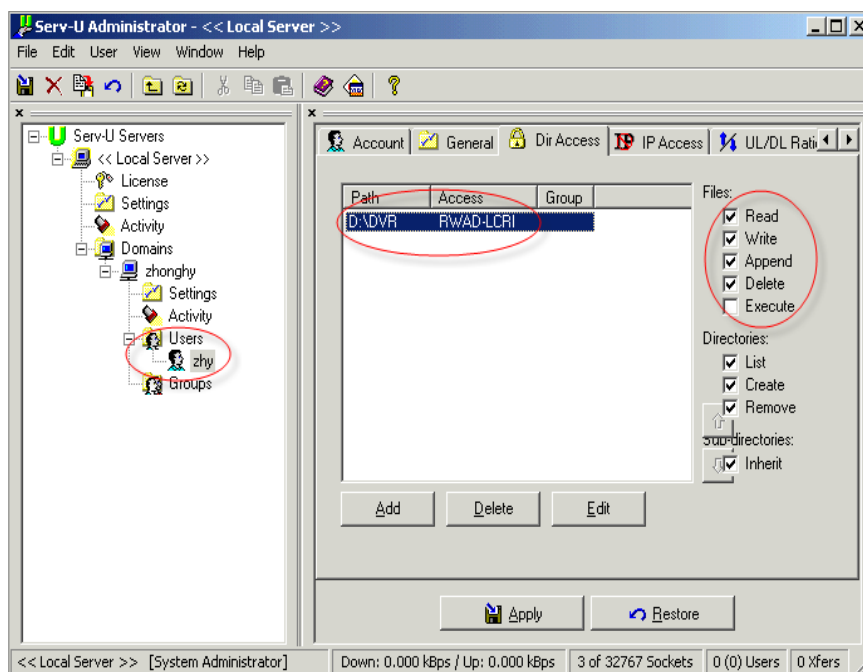 Serv-U Administrator - << Local Server >>
File Edit User View Window Help
Serv-U Servers
<< Local Server >>
License
Settings
Activity
Domains
zhonghy
Settings
Activity
Users
zhy
Groups
Account General Dir Access IP Access UL/DL Rati
Path Access Group
D:\DVR RWAD-LCRI
Files:
Read
Write
Append
Delete
Execute
Directories:
List
Create
Remove
Sub-directories:
Inherit
Add Delete Edit
Apply Restore
<< Local Server >> [System Administrator] Down: 0.000 kBps / Up: 0.000 kBps 3 of 32767 Sockets 0 (0) Users 0 Xfers